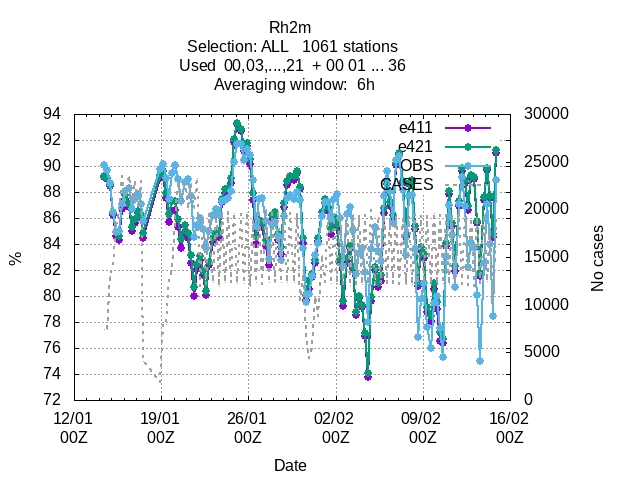 Rh2m
Selection: ALL   1061 stations
Used  00,03,...,21  + 00 01 ... 36
Averaging window:  6h
94 30000
92
90 25000
88
86 20000
84
82 15000
80
78 10000
76 5000
74
72 0
e411
e421
OBS
CASES
%
No cases
12/01 19/01 26/01 02/02 09/02 16/02
00Z 00Z 00Z 00Z 00Z 00Z
Date